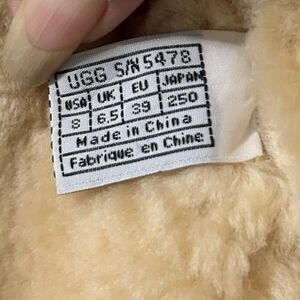 UGG S/N 5478
USA UK EU JAPAN
8 6.5 39 250
Made in China
Fabrique en Chine